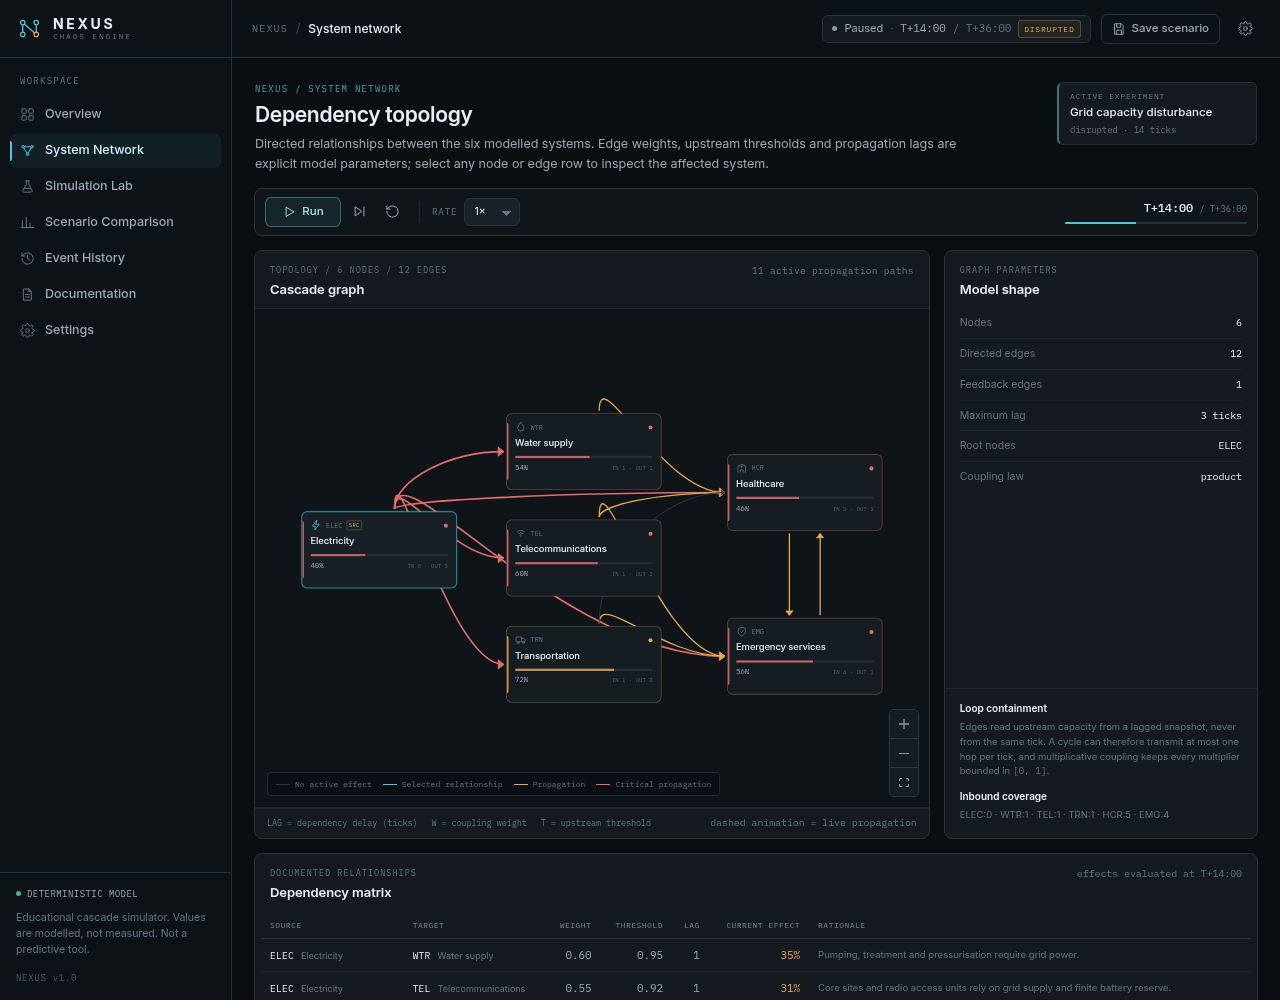 NEXUS
CHAOS ENGINE
WORKSPACE
Overview
System Network
Simulation Lab
Scenario Comparison
Event History
Documentation
Settings
DETERMINISTIC MODEL
Educational cascade simulator. Values
are modelled, not measured. Not a
predictive tool.
NEXUS v1.0
NEXUS / System network
Paused · T+14:00 / T+36:00 DISRUPTED
Save scenario
NEXUS / SYSTEM NETWORK
Dependency topology
Directed relationships between the six modelled systems. Edge weights, upstream thresholds and propagation lags are
explicit model parameters; select any node or edge row to inspect the affected system.
ACTIVE EXPERIMENT
Grid capacity disturbance
disrupted · 14 ticks
Run
RATE 1×
T+14:00 / T+36:00
TOPOLOGY / 6 NODES / 12 EDGES
Cascade graph
11 active propagation paths
WTR
Water supply
54%
IN 1 · OUT 1
HCR
Healthcare
46%
IN 5 · OUT 1
ELEC SRC
Electricity
40%
IN 0 · OUT 5
TEL
Telecommunications
60%
IN 1 · OUT 2
TRN
Transportation
72%
IN 1 · OUT 2
EMG
Emergency services
56%
IN 4 · OUT 1
No active effect
Selected relationship
Propagation
Critical propagation
LAG = dependency delay (ticks)
W = coupling weight
T = upstream threshold
dashed animation = live propagation
GRAPH PARAMETERS
Model shape
Nodes 6
Directed edges 12
Feedback edges 1
Maximum lag 3 ticks
Root nodes ELEC
Coupling law product
Loop containment
Edges read upstream capacity from a lagged snapshot, never
from the same tick. A cycle can therefore transmit at most one
hop per tick, and multiplicative coupling keeps every multiplier
bounded in [0, 1].
Inbound coverage
ELEC:0 · WTR:1 · TEL:1 · TRN:1 · HCR:5 · EMG:4
DOCUMENTED RELATIONSHIPS
Dependency matrix
effects evaluated at T+14:00
SOURCE TARGET WEIGHT THRESHOLD LAG CURRENT EFFECT RATIONALE
ELEC Electricity WTR Water supply 0.60 0.95 1 35% Pumping, treatment and pressurisation require grid power.
ELEC Electricity TEL Telecommunications 0.55 0.92 1 31% Core sites and radio access units rely on grid supply and finite battery reserve.